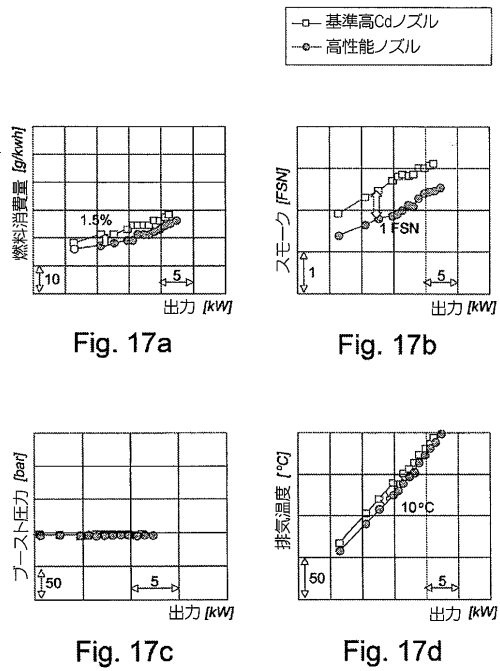 基準高Cdノズル
高性能ノズル
燃料消費量 [g/kwh]
1.5%
10
5
出力 [kW]
Fig. 17a
スモーク [FSN]
1 FSN
1
5
出力 [kW]
Fig. 17b
ブースト圧力 [bar]
50
5
出力 [kW]
Fig. 17c
排気温度 [°C]
10°C
50
5
出力 [kW]
Fig. 17d